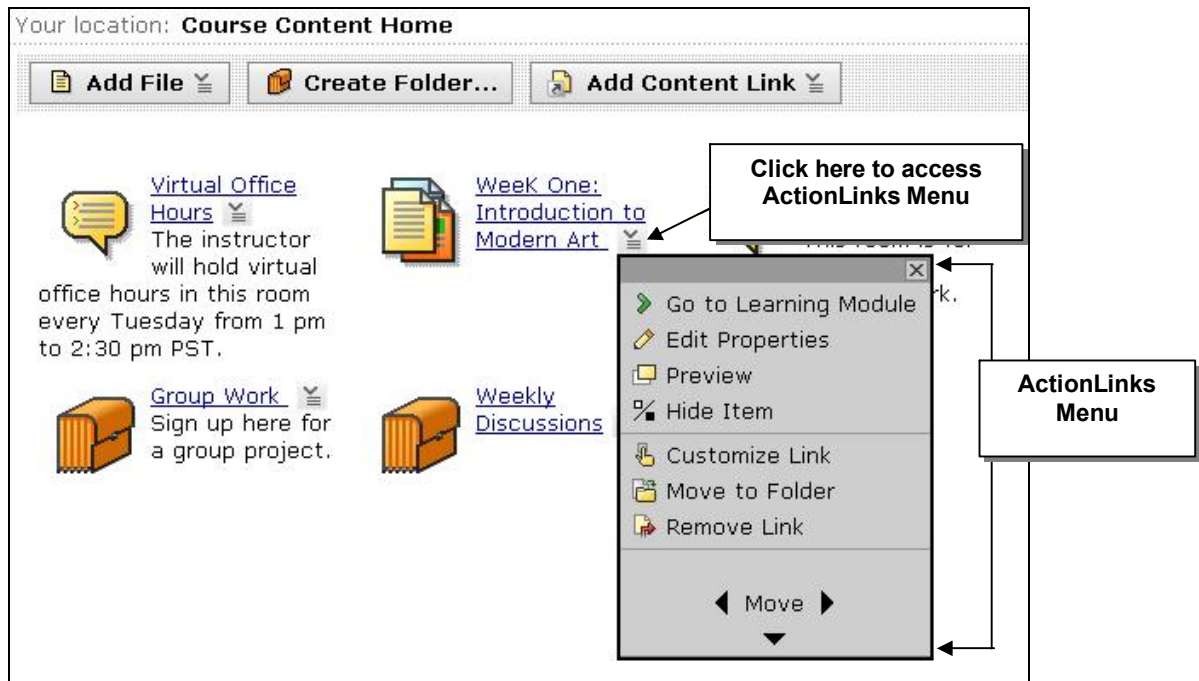 Your location: Course Content Home
Add File
Create Folder...
Add Content Link
Virtual Office
Hours
The instructor
will hold virtual
office hours in this room
every Tuesday from 1 pm
to 2:30 pm PST.
WeeK One:
Introduction to
Modern Art
Click here to access
ActionLinks Menu
Go to Learning Module
Edit Properties
Preview
Hide Item
Customize Link
Move to Folder
Remove Link
Move
ActionLinks
Menu
Group Work
Sign up here for
a group project.
Weekly
Discussions